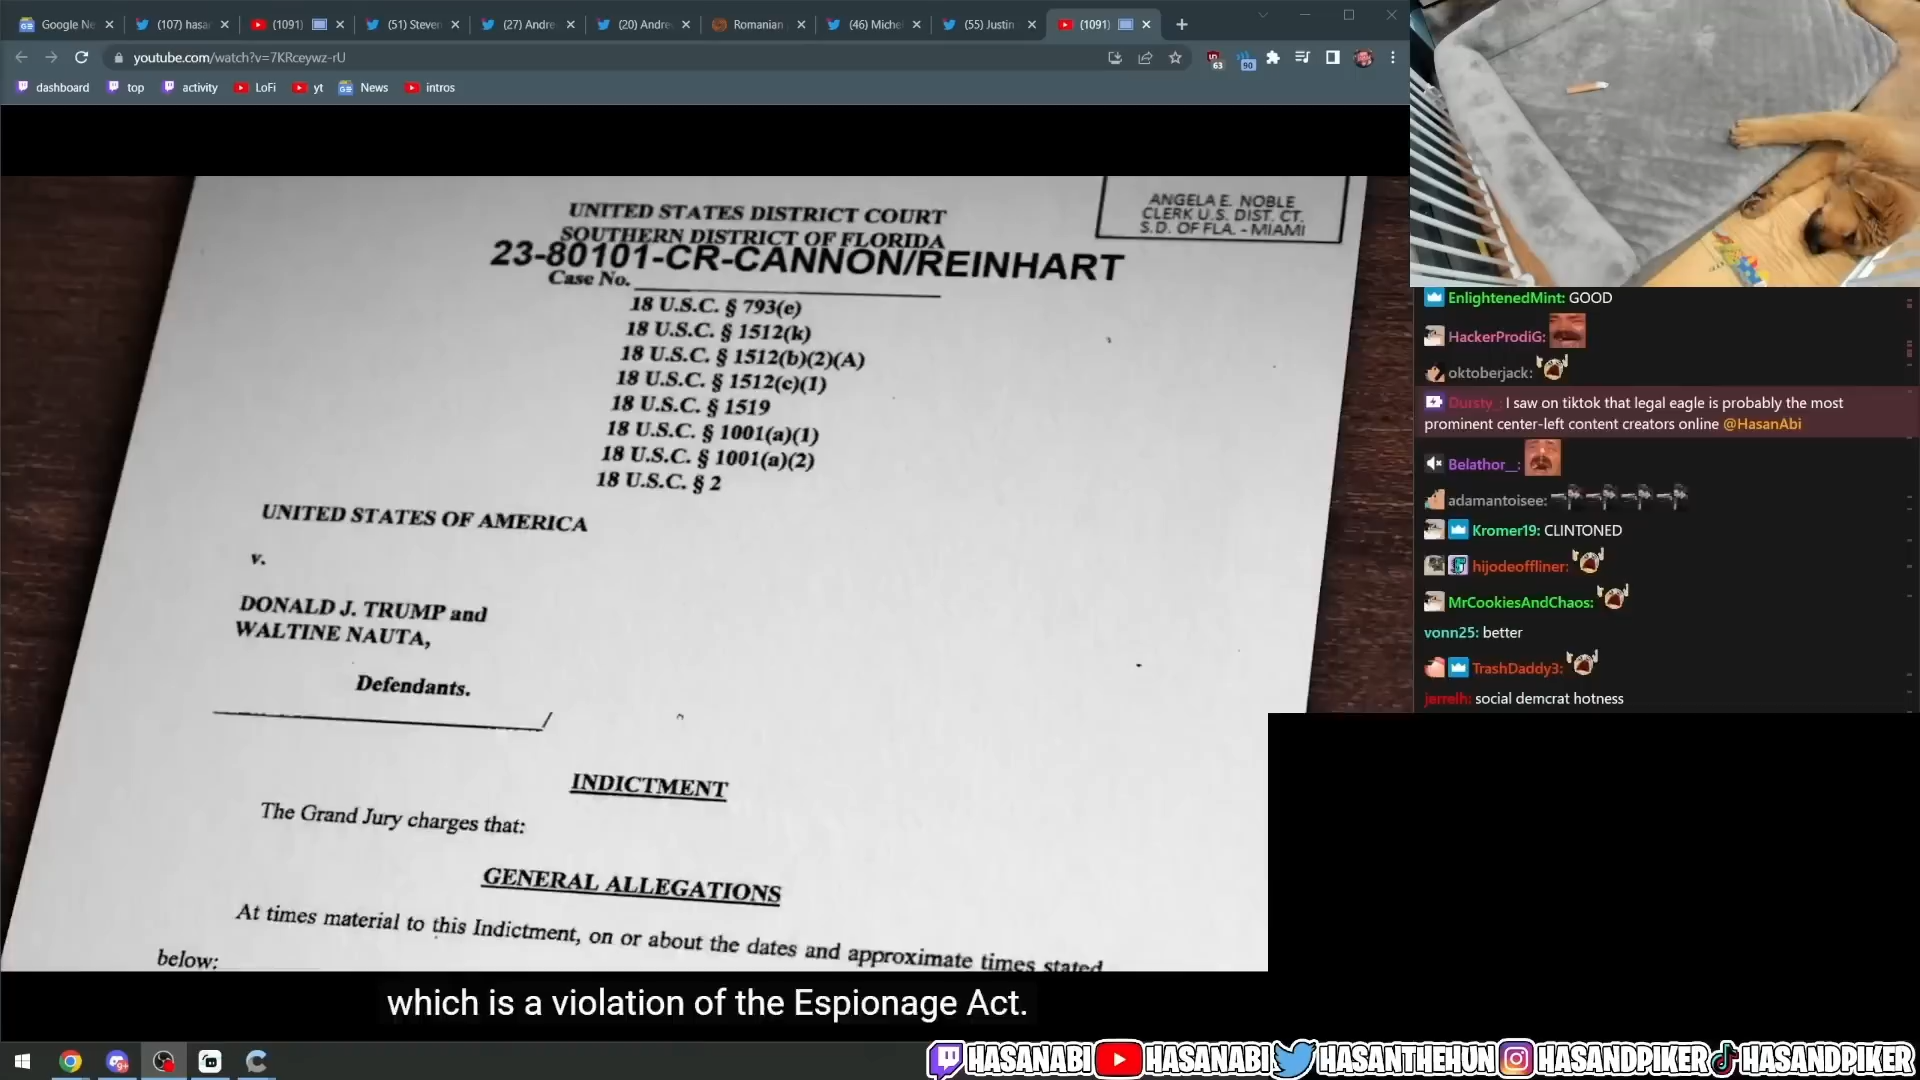 Google Ne
(107) hasa
(1091)
(51) Steven
(27) Andre
(20) Andre
Romanian
(46) Miche
(55) Justin
(1091)
youtube.com/watch?v=7KRceywz-rU
63
90
dashboard
top
activity
LoFi
yt
News
intros
ANGELA E. NOBLE
CLERK U.S. DIST. CT.
S.D. OF FLA. - MIAMI
UNITED STATES DISTRICT COURT
SOUTHERN DISTRICT OF FLORIDA
23-80101-CR-CANNON/REINHART
Case No.
18 U.S.C. § 793(e)
18 U.S.C. § 1512(k)
18 U.S.C. § 1512(b)(2)(A)
18 U.S.C. § 1512(c)(1)
18 U.S.C. § 1519
18 U.S.C. § 1001(a)(1)
18 U.S.C. § 1001(a)(2)
18 U.S.C. § 2
UNITED STATES OF AMERICA
v.
DONALD J. TRUMP and
WALTINE NAUTA,
Defendants.
/
INDICTMENT
The Grand Jury charges that:
GENERAL ALLEGATIONS
At times material to this Indictment, on or about the dates and approximate times stated
below:
which is a violation of the Espionage Act.
EnlightenedMint: GOOD
HackerProdiG:
oktoberjack:
Dursty_: I saw on tiktok that legal eagle is probably the most
prominent center-left content creators online @HasanAbi
Belathor__:
adamantoisee:
Kromer19: CLINTONED
hijodeoffliner:
MrCookiesAndChaos:
vonn25: better
TrashDaddy3:
jerrelh: social demcrat hotness
HASANABI
HASANABI
HASANTHEHUN
HASANDPIKER
HASANDPIKER